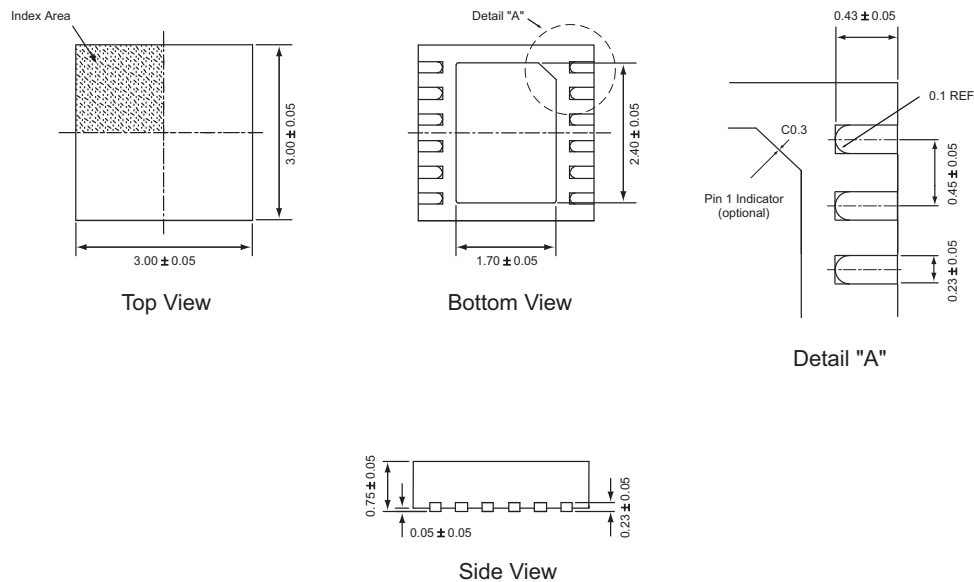 Index Area
3.00 ± 0.05
3.00 ± 0.05
Top View
Detail "A"
2.40 ± 0.05
1.70 ± 0.05
Bottom View
0.43 ± 0.05
0.1 REF
C0.3
Pin 1 Indicator
(optional)
0.45 ± 0.05
0.23 ± 0.05
Detail "A"
0.75 ± 0.05
0.05 ± 0.05
0.23 ± 0.05
Side View